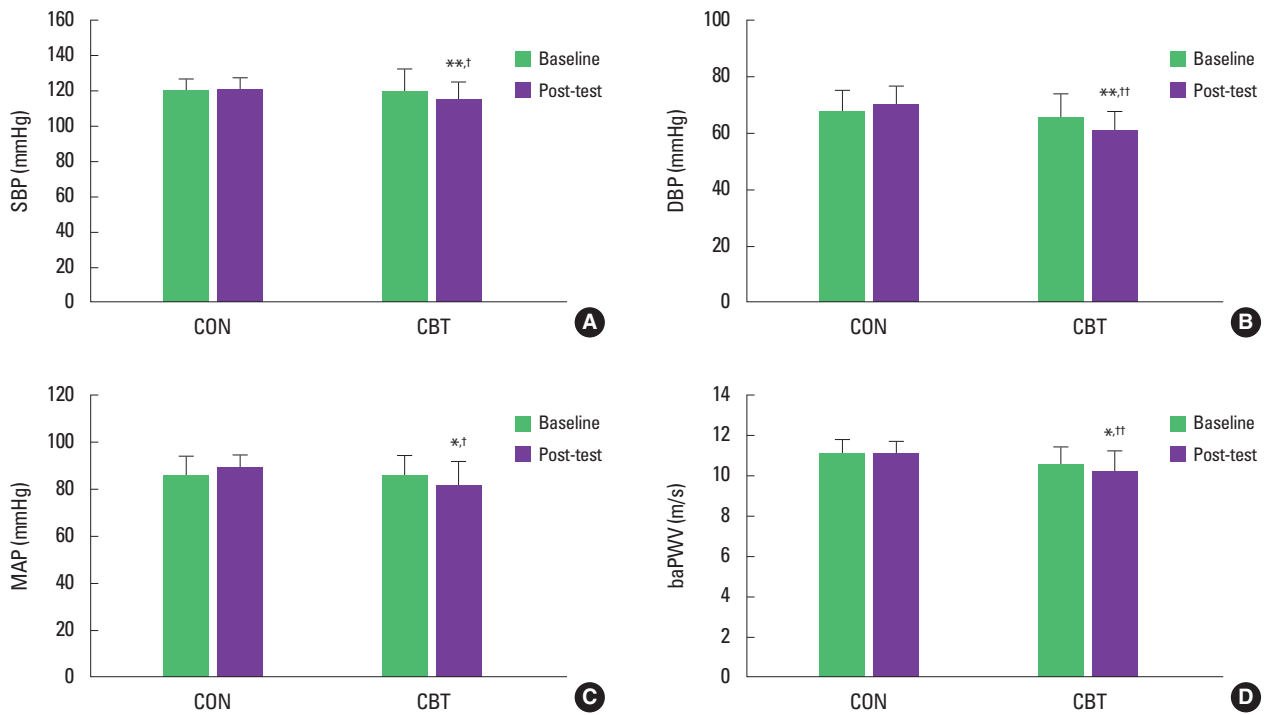 160
140
120
100
80
60
40
20
0
SBP (mmHg)
Baseline
Post-test
**,†
CON
CBT
A
100
80
60
40
20
0
DBP (mmHg)
Baseline
Post-test
**,††
CON
CBT
B
120
100
80
60
40
20
0
MAP (mmHg)
Baseline
Post-test
*,†
CON
CBT
C
14
12
10
8
6
4
2
0
baPWV (m/s)
Baseline
Post-test
*,††
CON
CBT
D